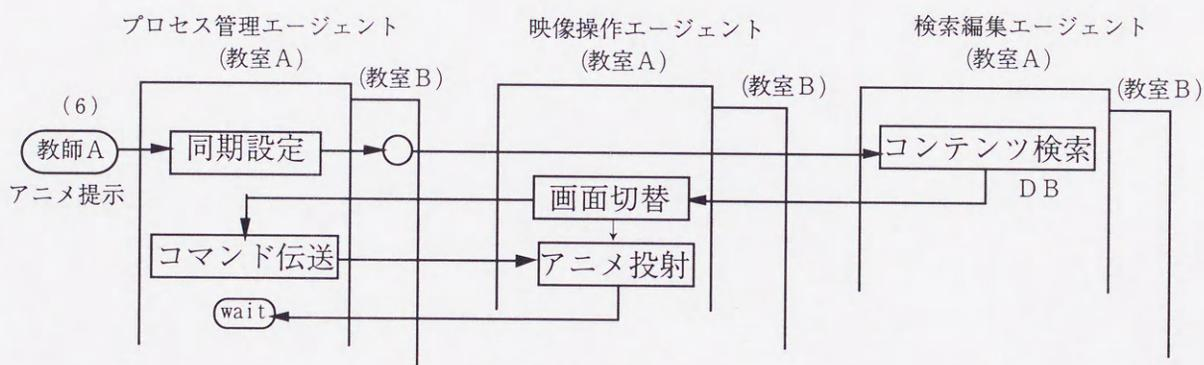 プロセス管理エージェント
(教室A)
(教室B)
映像操作エージェント
(教室A)
(教室B)
検索編集エージェント
(教室A)
(教室B)
(6)
教師A
アニメ提示
同期設定
コンテンツ検索
DB
画面切替
コマンド伝送
アニメ投射
wait